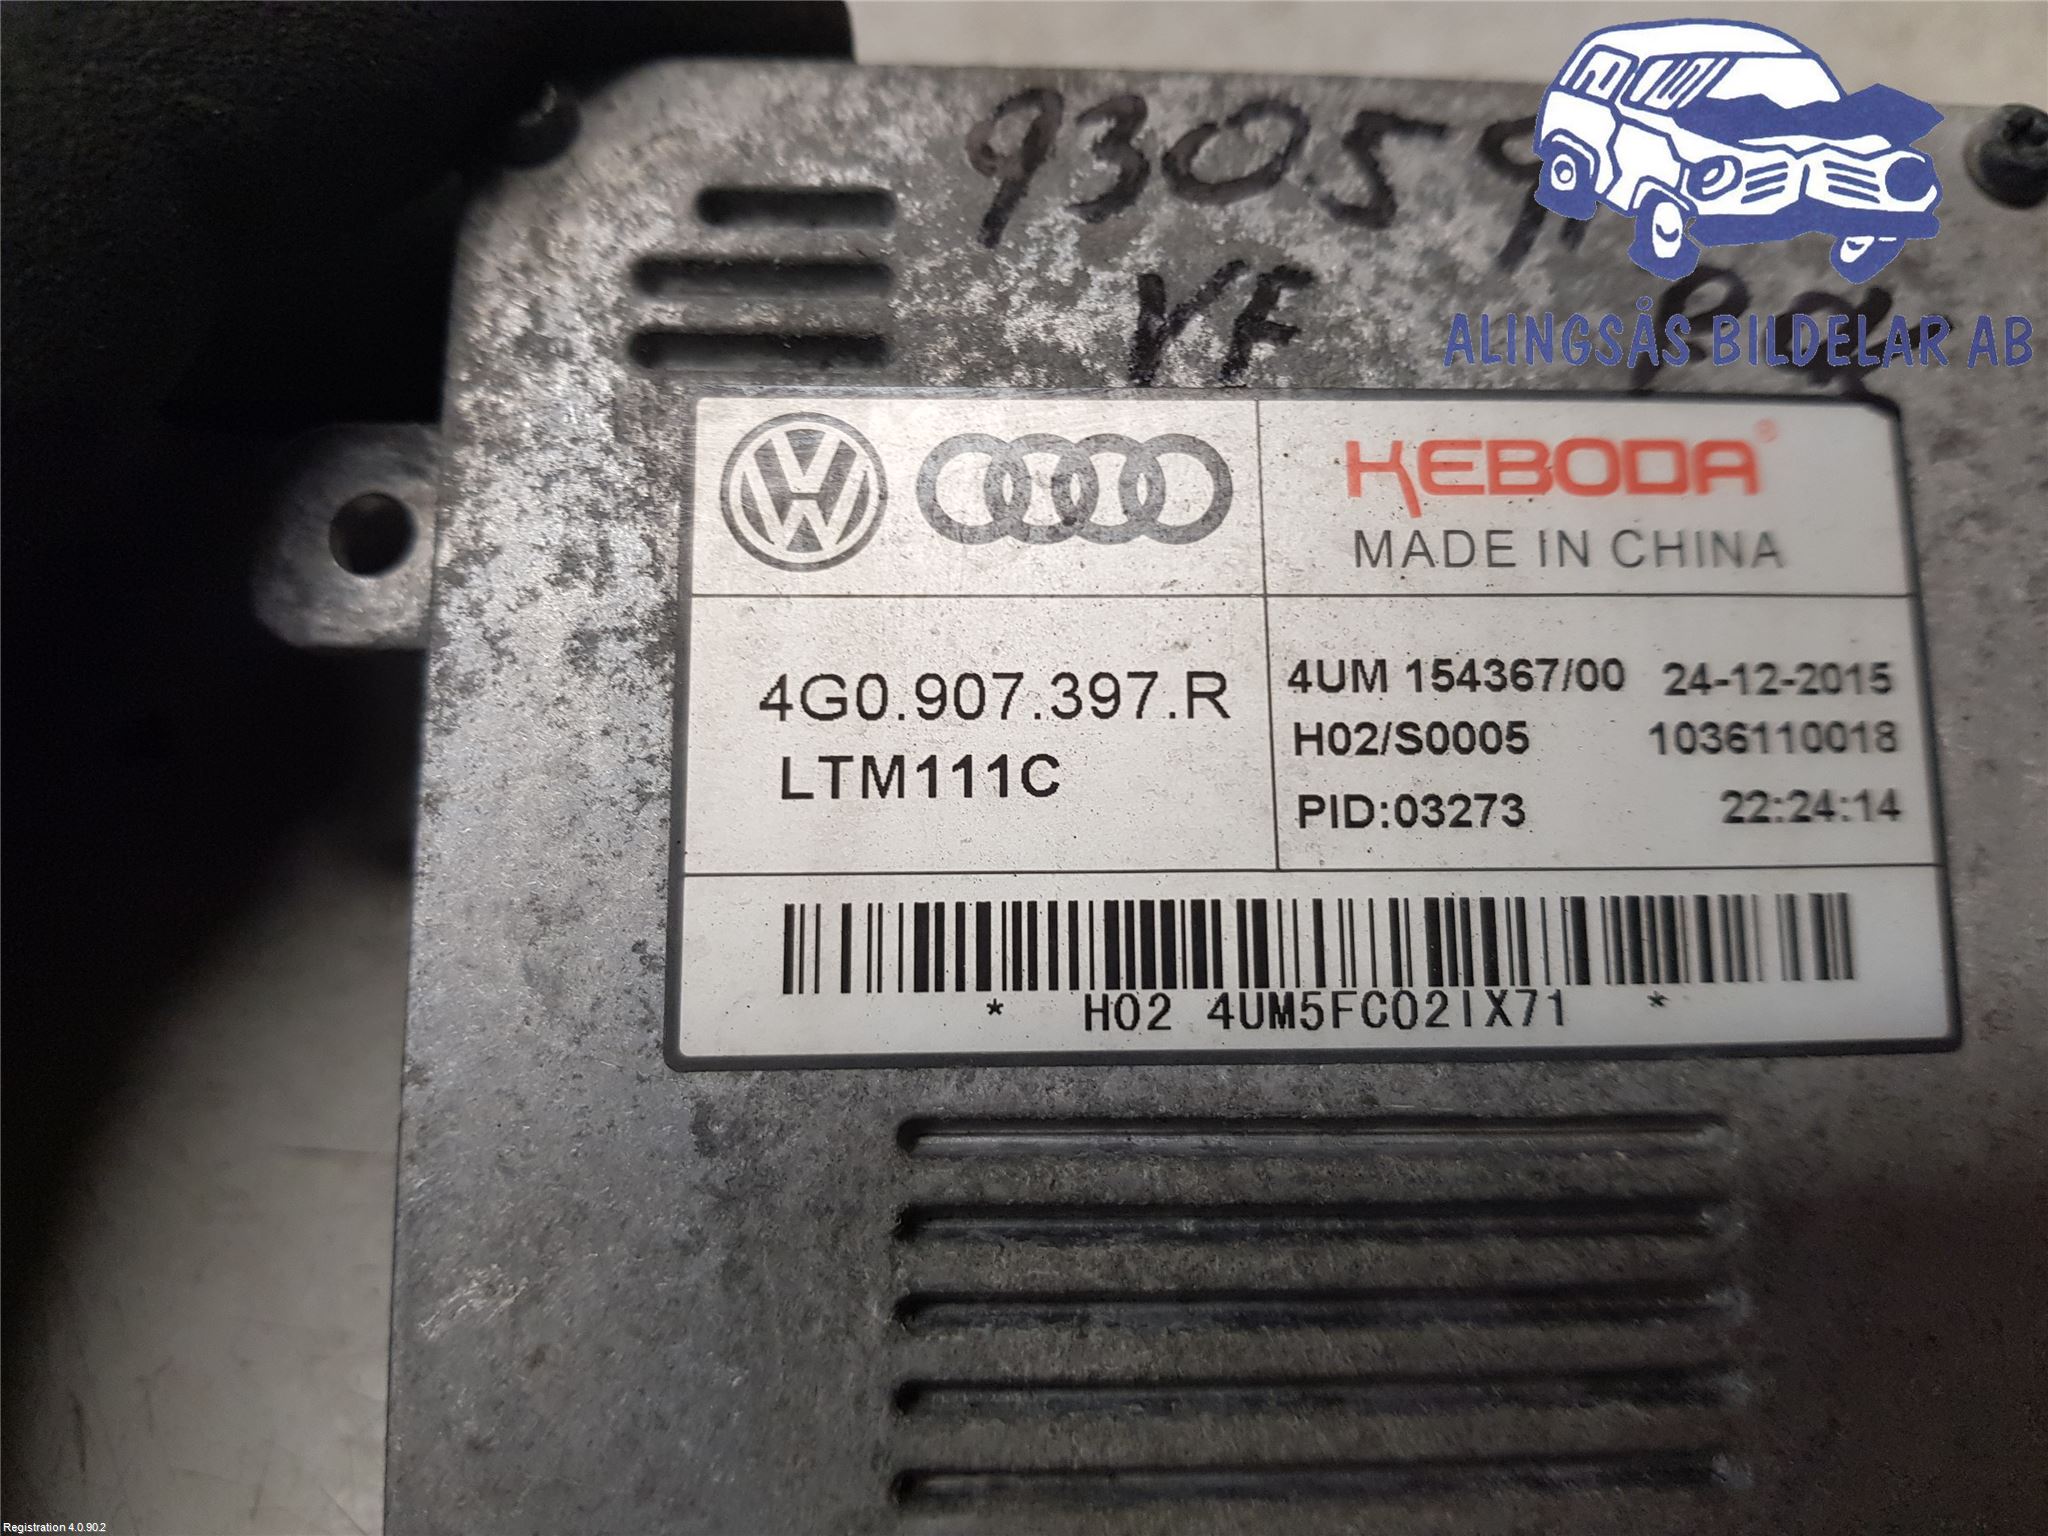 93059
VF
ALINGSÅS BILDELAR AB
KEBODA®
MADE IN CHINA
4G0.907.397.R
LTM111C
4UM 154367/00 24-12-2015
H02/S0005 1036110018
PID:03273 22:24:14
* H02 4UM5FC02IX71 *
Registration 4.0.90.2